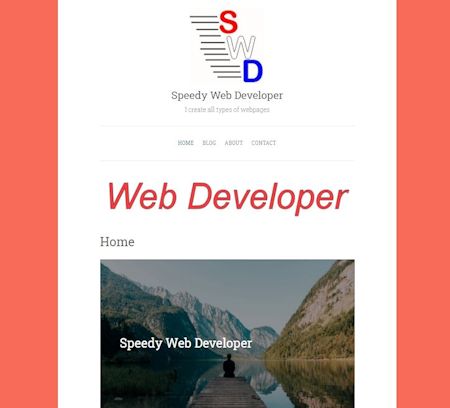 S
W
D
Speedy Web Developer
I create all types of webpages
HOME BLOG ABOUT CONTACT
Web Developer
Home
Speedy Web Developer